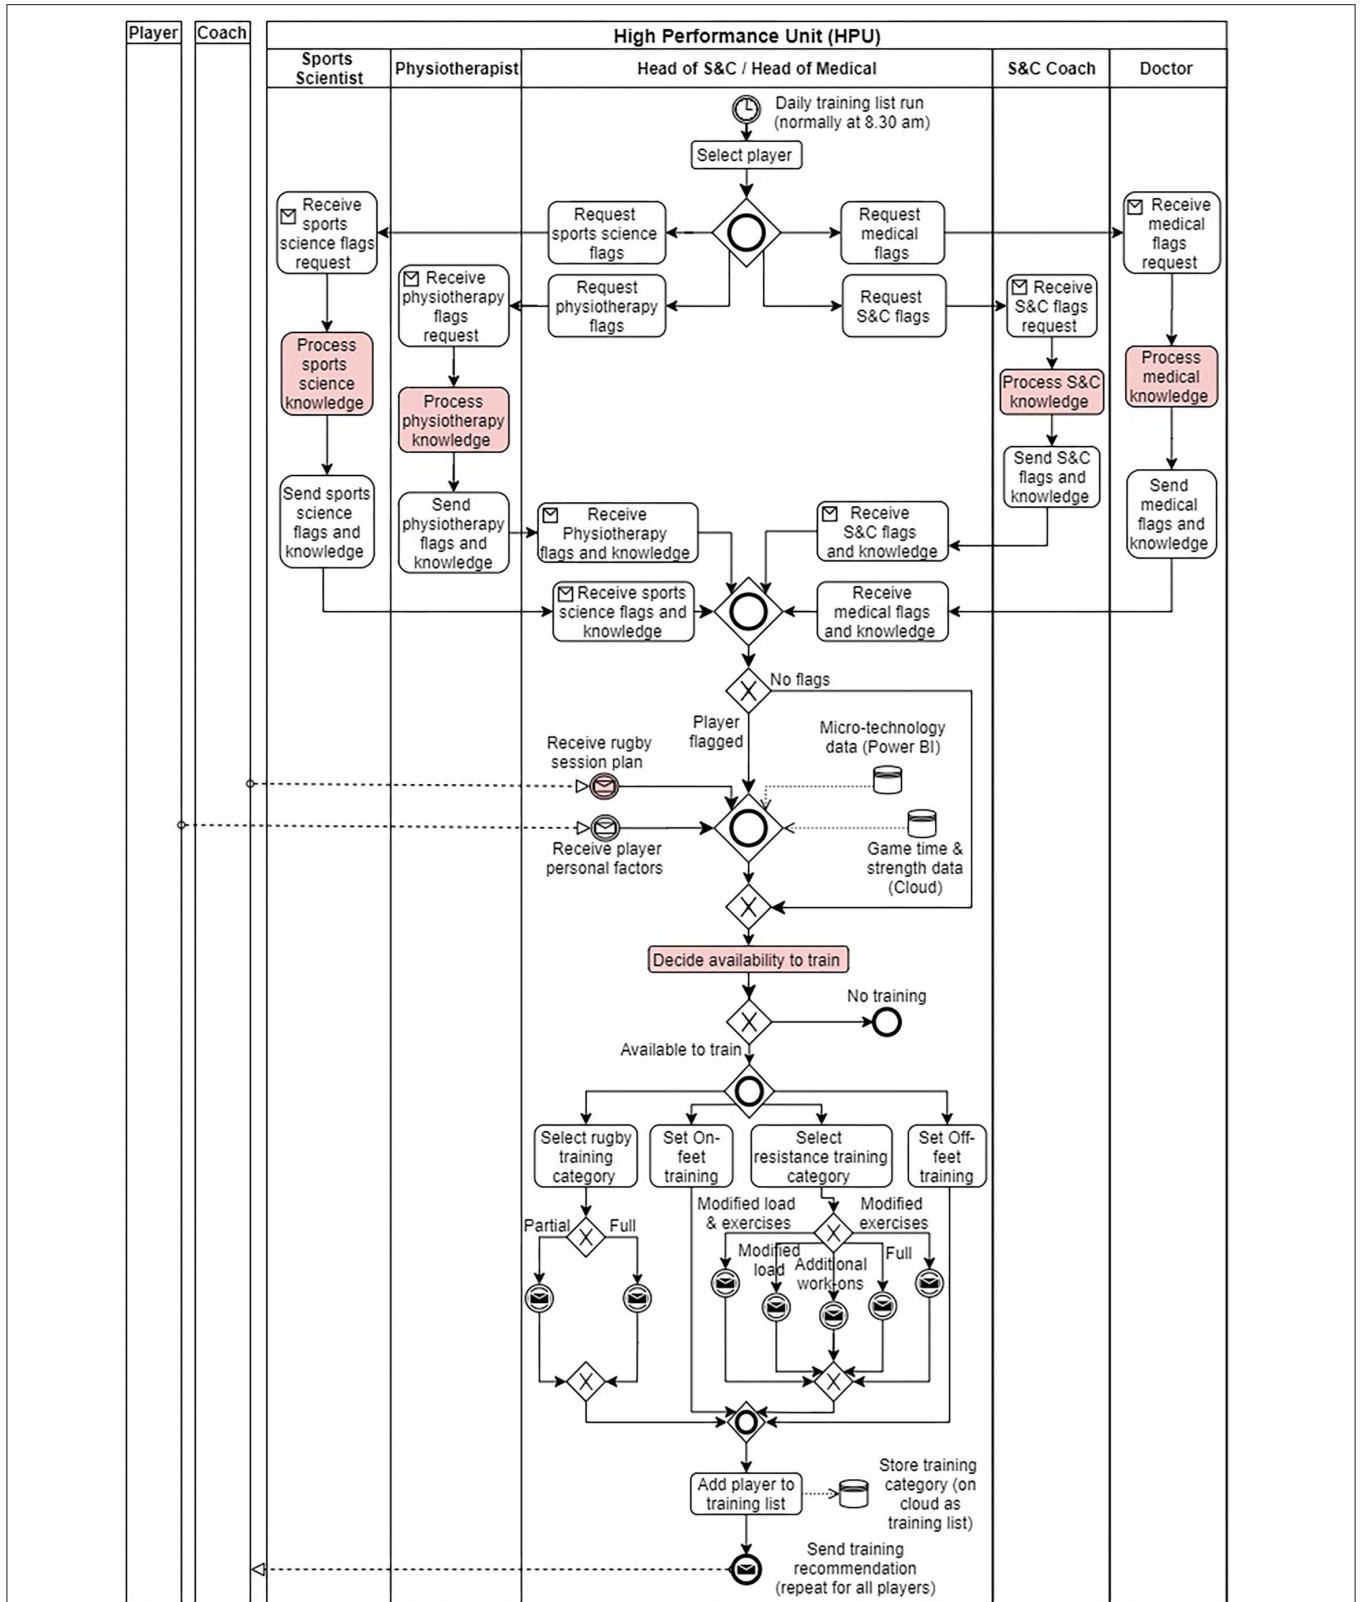 Player
Coach
High Performance Unit (HPU)
Sports
Scientist
Physiotherapist
Head of S&C / Head of Medical
S&C Coach
Doctor
Daily training list run
(normally at 8.30 am)
Select player
Receive
sports
science flags
request
Request
sports science
flags
Request
medical
flags
Receive
medical
flags
request
Receive
physiotherapy
flags
request
Request
physiotherapy
flags
Request
S&C flags
Receive
S&C flags
request
Process
sports
science
knowledge
Process
physiotherapy
knowledge
Process S&C
knowledge
Process
medical
knowledge
Send sports
science
flags and
knowledge
Send
physiotherapy
flags and
knowledge
Send S&C
flags and
knowledge
Send
medical
flags and
knowledge
Receive
Physiotherapy
flags and knowledge
Receive
S&C flags
and knowledge
Receive sports
science flags and
knowledge
Receive
medical flags
and knowledge
X
No flags
Player
flagged
Micro-technology
data (Power BI)
Receive rugby
session plan
Receive player
personal factors
Game time &
strength data
(Cloud)
X
Decide availability to train
X
No training
Available to train
Select rugby
training
category
Set On-
feet
training
Select
resistance training
category
Set Off-
feet
training
Partial
X
Full
Modified load
& exercises
X
Modified
exercises
Modified
load
Additional
work-ons
Full
X
X
Add player to
training list
Store training
category (on
cloud as
training list)
Send training
recommendation
(repeat for all players)